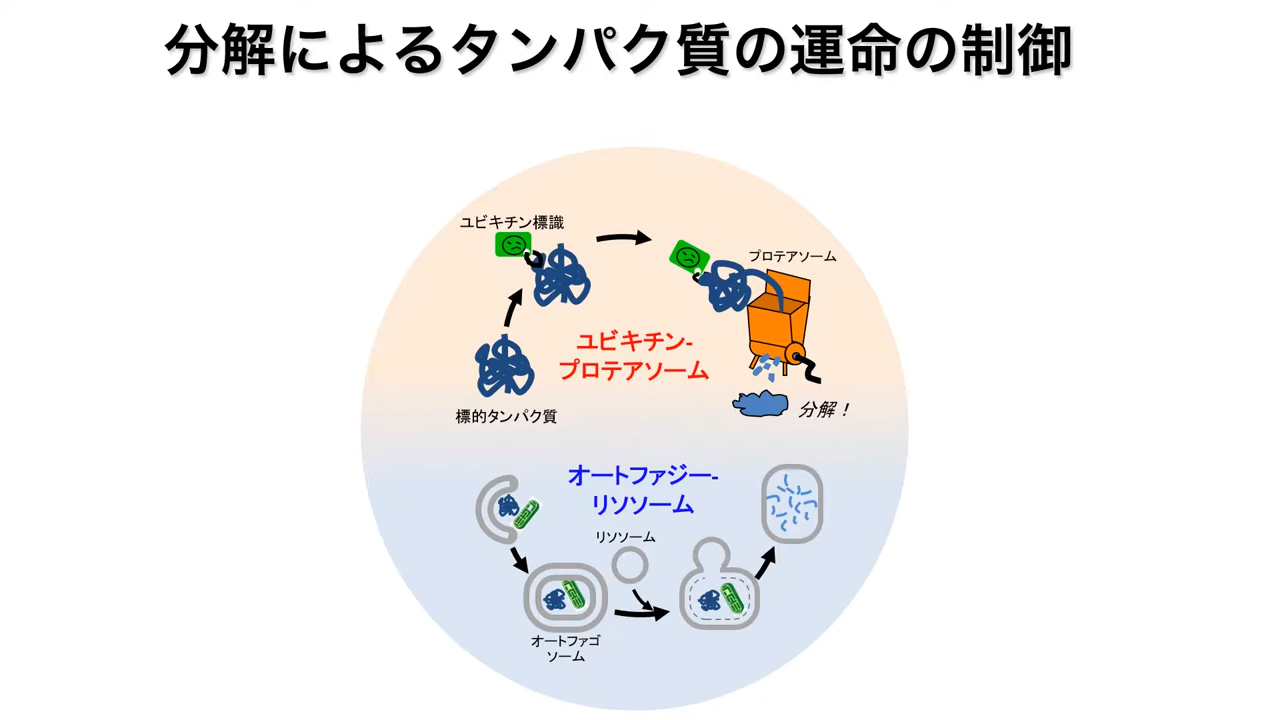 分解によるタンパク質の運命の制御
ユビキチン標識
プロテアソーム
ユビキチン-
プロテアソーム
標的タンパク質
分解！
オートファジー-
リソソーム
リソソーム
オートファゴ
ソーム